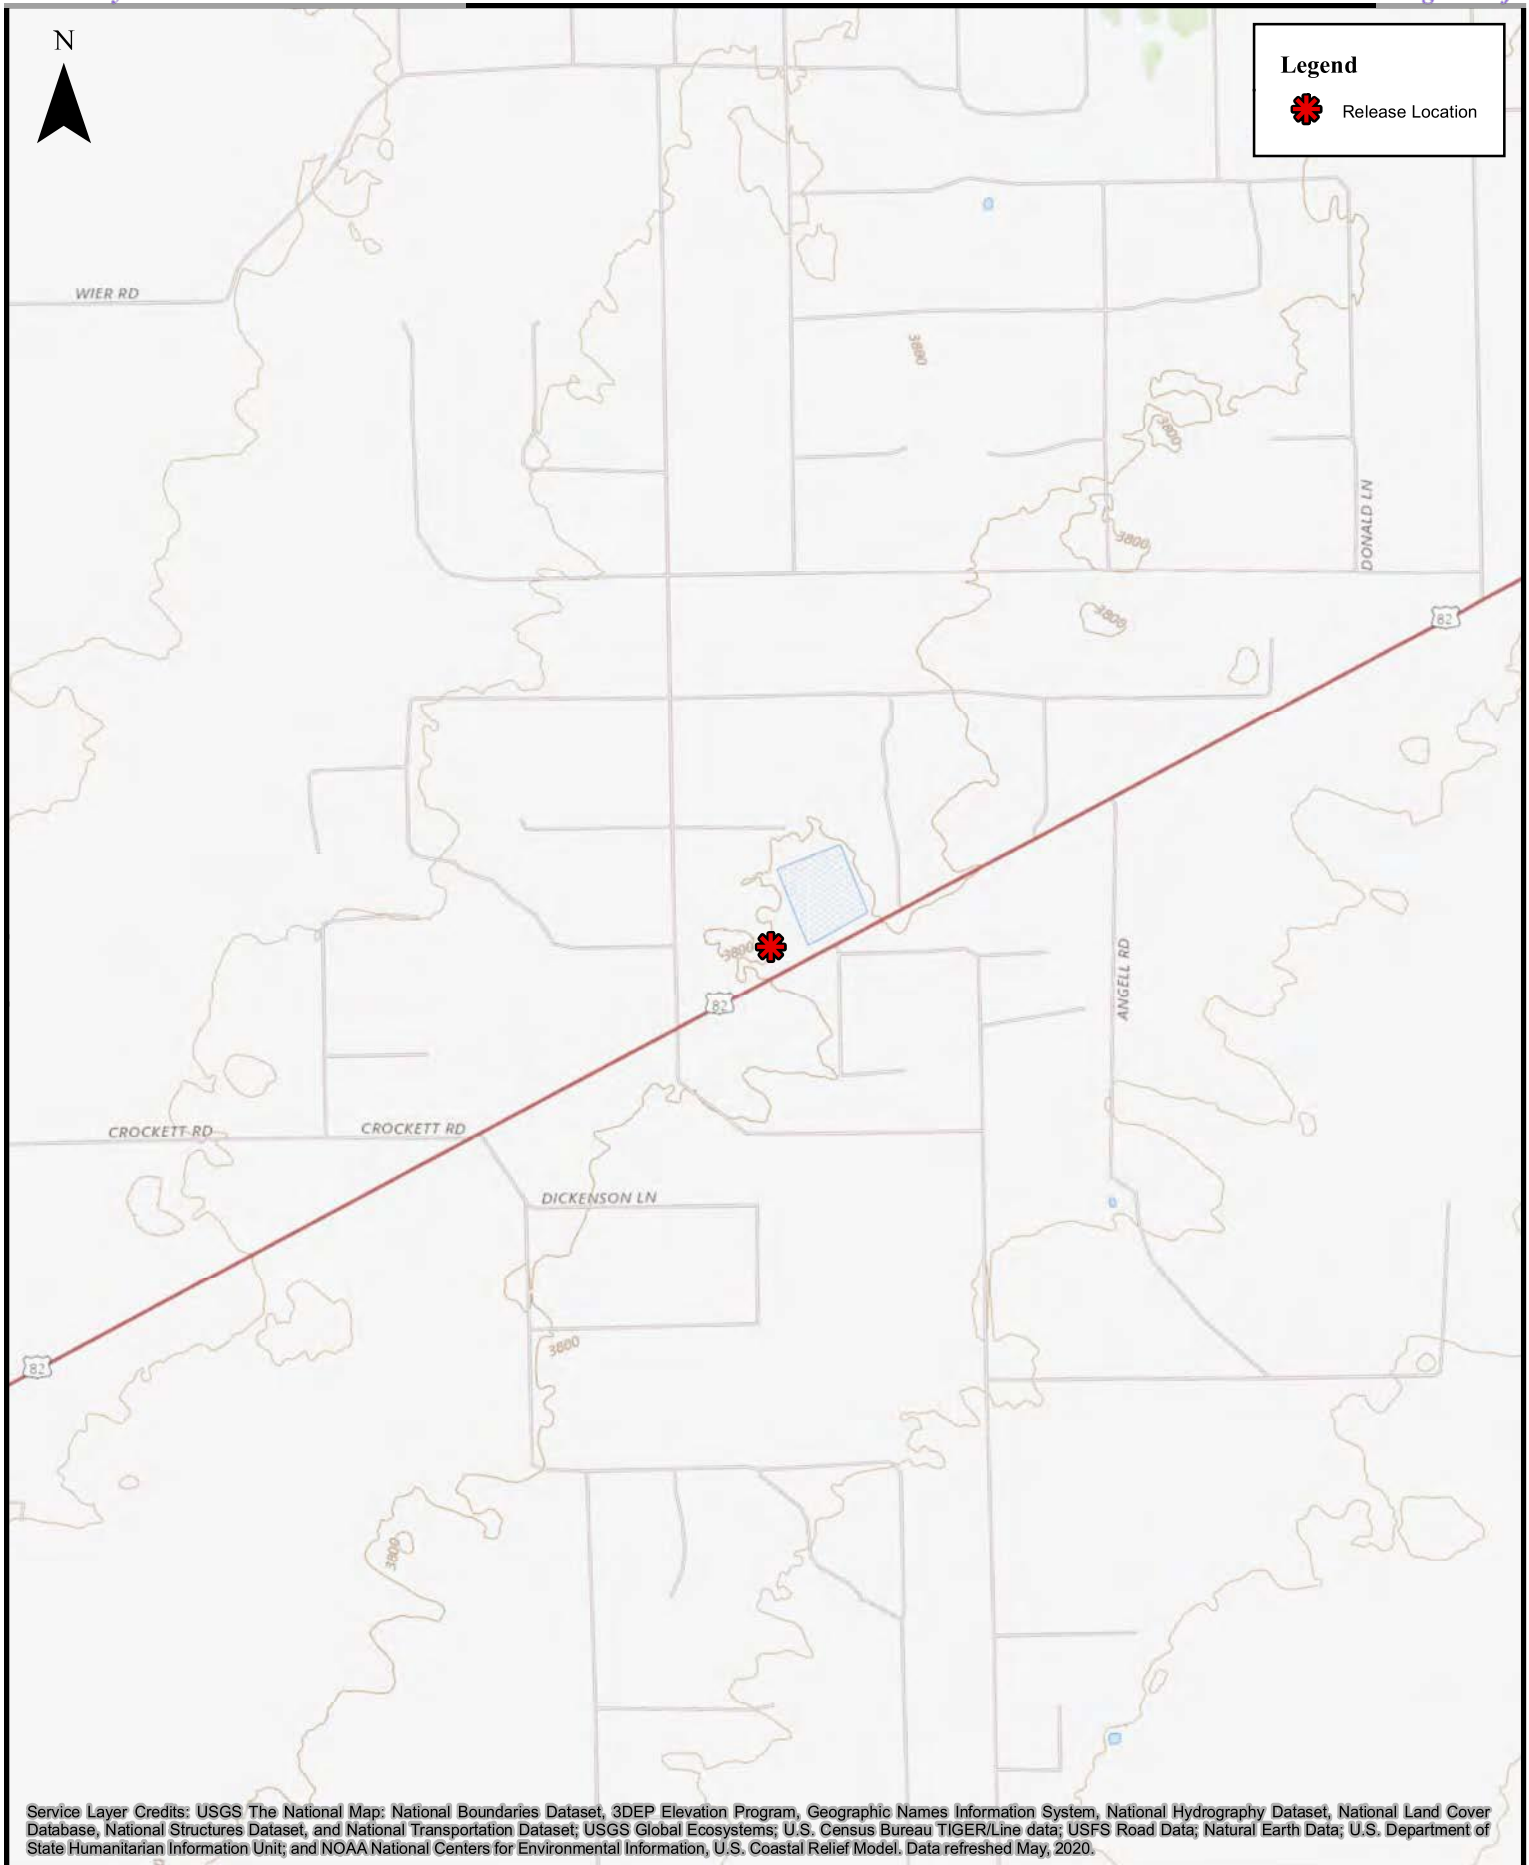 N
Legend
Release Location
WIER RD
3880
3800
DONALD LN
3800
3800
82
3800
ANGELL RD
82
CROCKETT RD
CROCKETT RD
DICKENSON LN
3800
82
3800
Service Layer Credits: USGS The National Map: National Boundaries Dataset, 3DEP Elevation Program, Geographic Names Information System, National Hydrography Dataset, National Land Cover
Database, National Structures Dataset, and National Transportation Dataset; USGS Global Ecosystems; U.S. Census Bureau TIGER/Line data; USFS Road Data; Natural Earth Data; U.S. Department of
State Humanitarian Information Unit; and NOAA National Centers for Environmental Information, U.S. Coastal Relief Model. Data refreshed May, 2020.